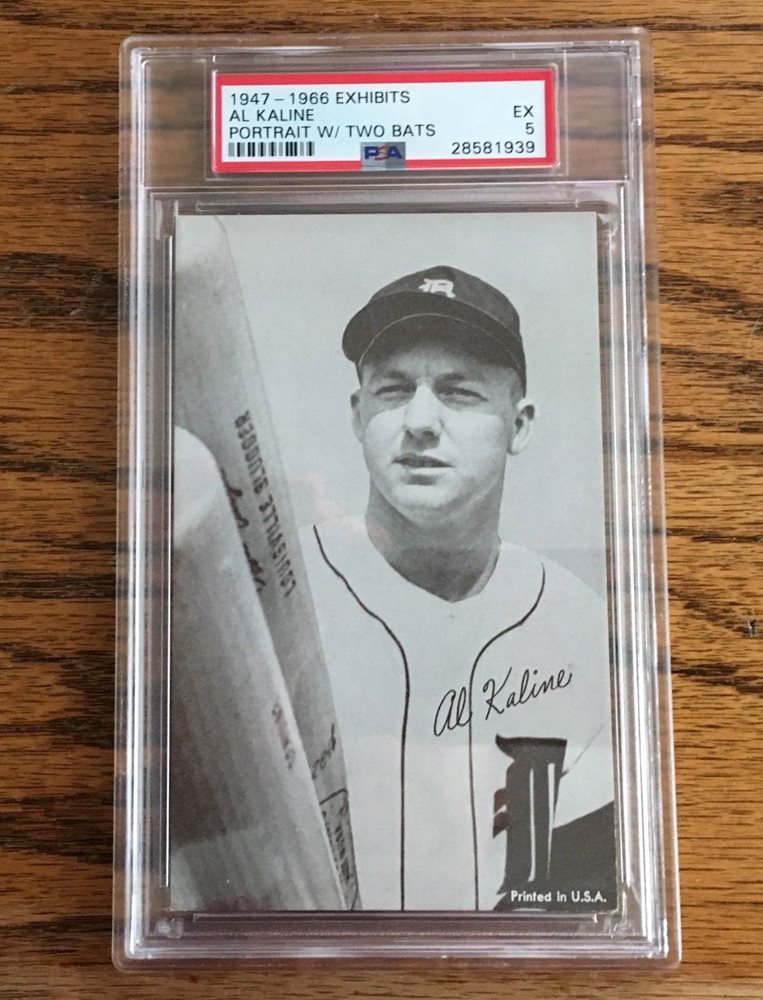 1947 – 1966 EXHIBITS
AL KALINE EX
PORTRAIT W/ TWO BATS 5
PSA 28581939
LOUISVILLE SLUGGER
Al Kaline
Printed in U.S.A.